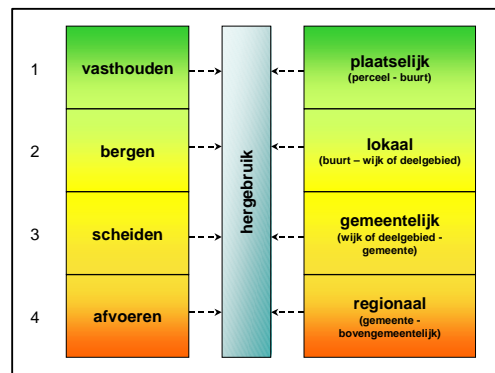 1
vasthouden
plaatselijk
(perceel - buurt)
2
bergen
lokaal
(buurt – wijk of deelgebied)
hergebruik
3
scheiden
gemeentelijk
(wijk of deelgebied -
gemeente)
4
afvoeren
regionaal
(gemeente -
bovengemeentelijk)